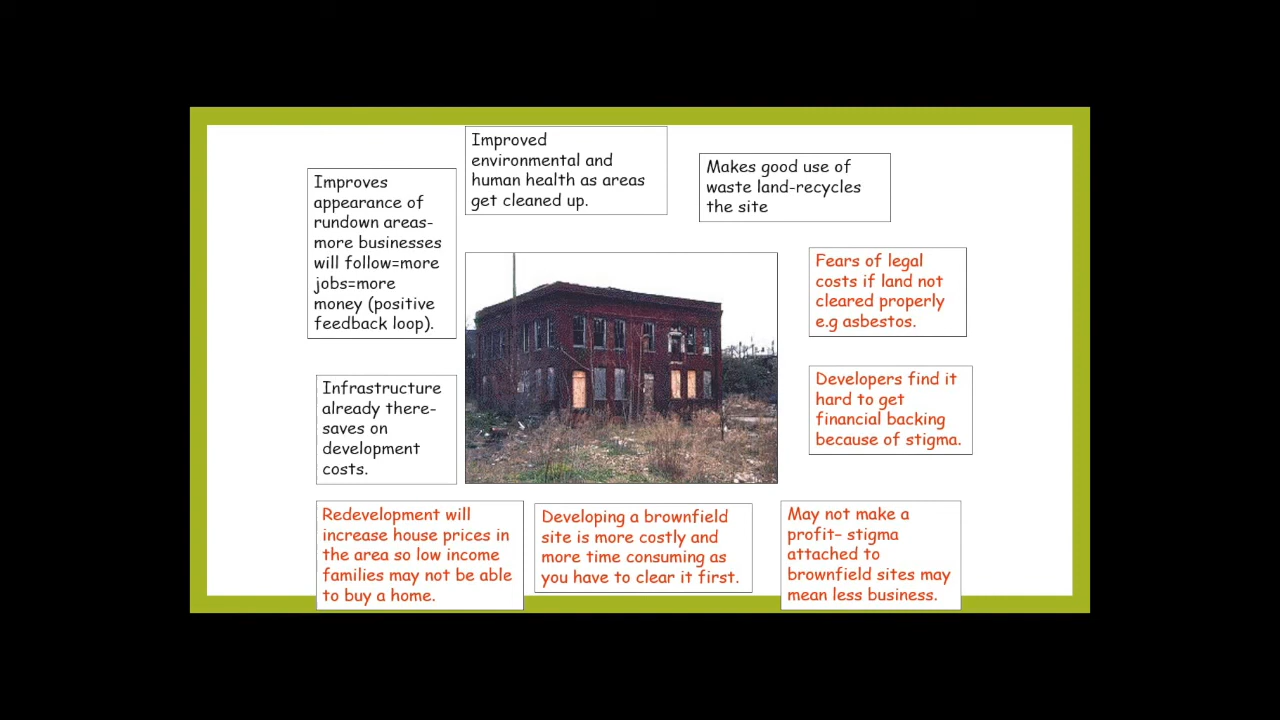 Improved
environmental and
human health as areas
get cleaned up.
Makes good use of
waste land-recycles
the site
Improves
appearance of
rundown areas-
more businesses
will follow=more
jobs=more
money (positive
feedback loop).
Fears of legal
costs if land not
cleared properly
e.g asbestos.
Developers find it
hard to get
financial backing
because of stigma.
Infrastructure
already there-
saves on
development
costs.
Redevelopment will
increase house prices in
the area so low income
families may not be able
to buy a home.
Developing a brownfield
site is more costly and
more time consuming as
you have to clear it first.
May not make a
profit– stigma
attached to
brownfield sites may
mean less business.